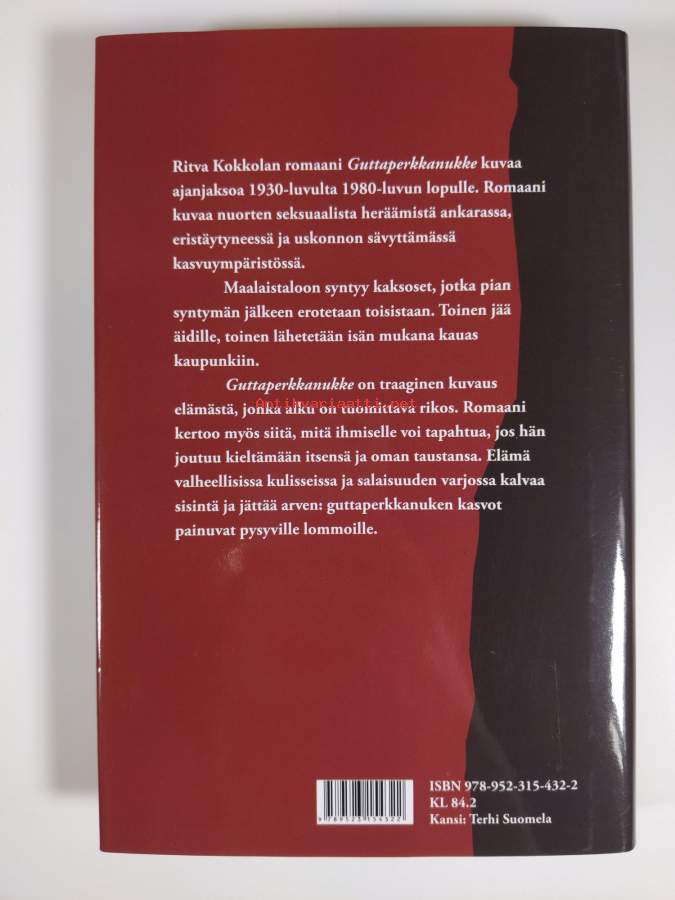 Ritva Kokkolan romaani Guttaperkkanukke kuvaa
ajanjaksoa 1930-luvulta 1980-luvun lopulle. Romaani
kuvaa nuorten seksuaalista heräämistä ankarassa,
eristäytyneessä ja uskonnon sävyttämässä
kasvuympäristössä.
Maalaistaloon syntyy kaksoset, jotka pian
syntymän jälkeen erotetaan toisistaan. Toinen jää
äidille, toinen lähetetään isän mukana kauas
kaupunkiin.
Guttaperkkanukke on traaginen kuvaus
Antikvariaatti.net
elämästä, jonka alku on tuomittava rikos. Romaani
kertoo myös siitä, mitä ihmiselle voi tapahtua, jos hän
joutuu kieltämään itsensä ja oman taustansa. Elämä
valheellisissa kulisseissa ja salaisuuden varjossa kalvaa
sisintä ja jättää arven: guttaperkkanuken kasvot
painuvat pysyville lommoille.
ISBN 978-952-315-432-2
KL 84.2
Kansi: Terhi Suomela
9 789523 154322